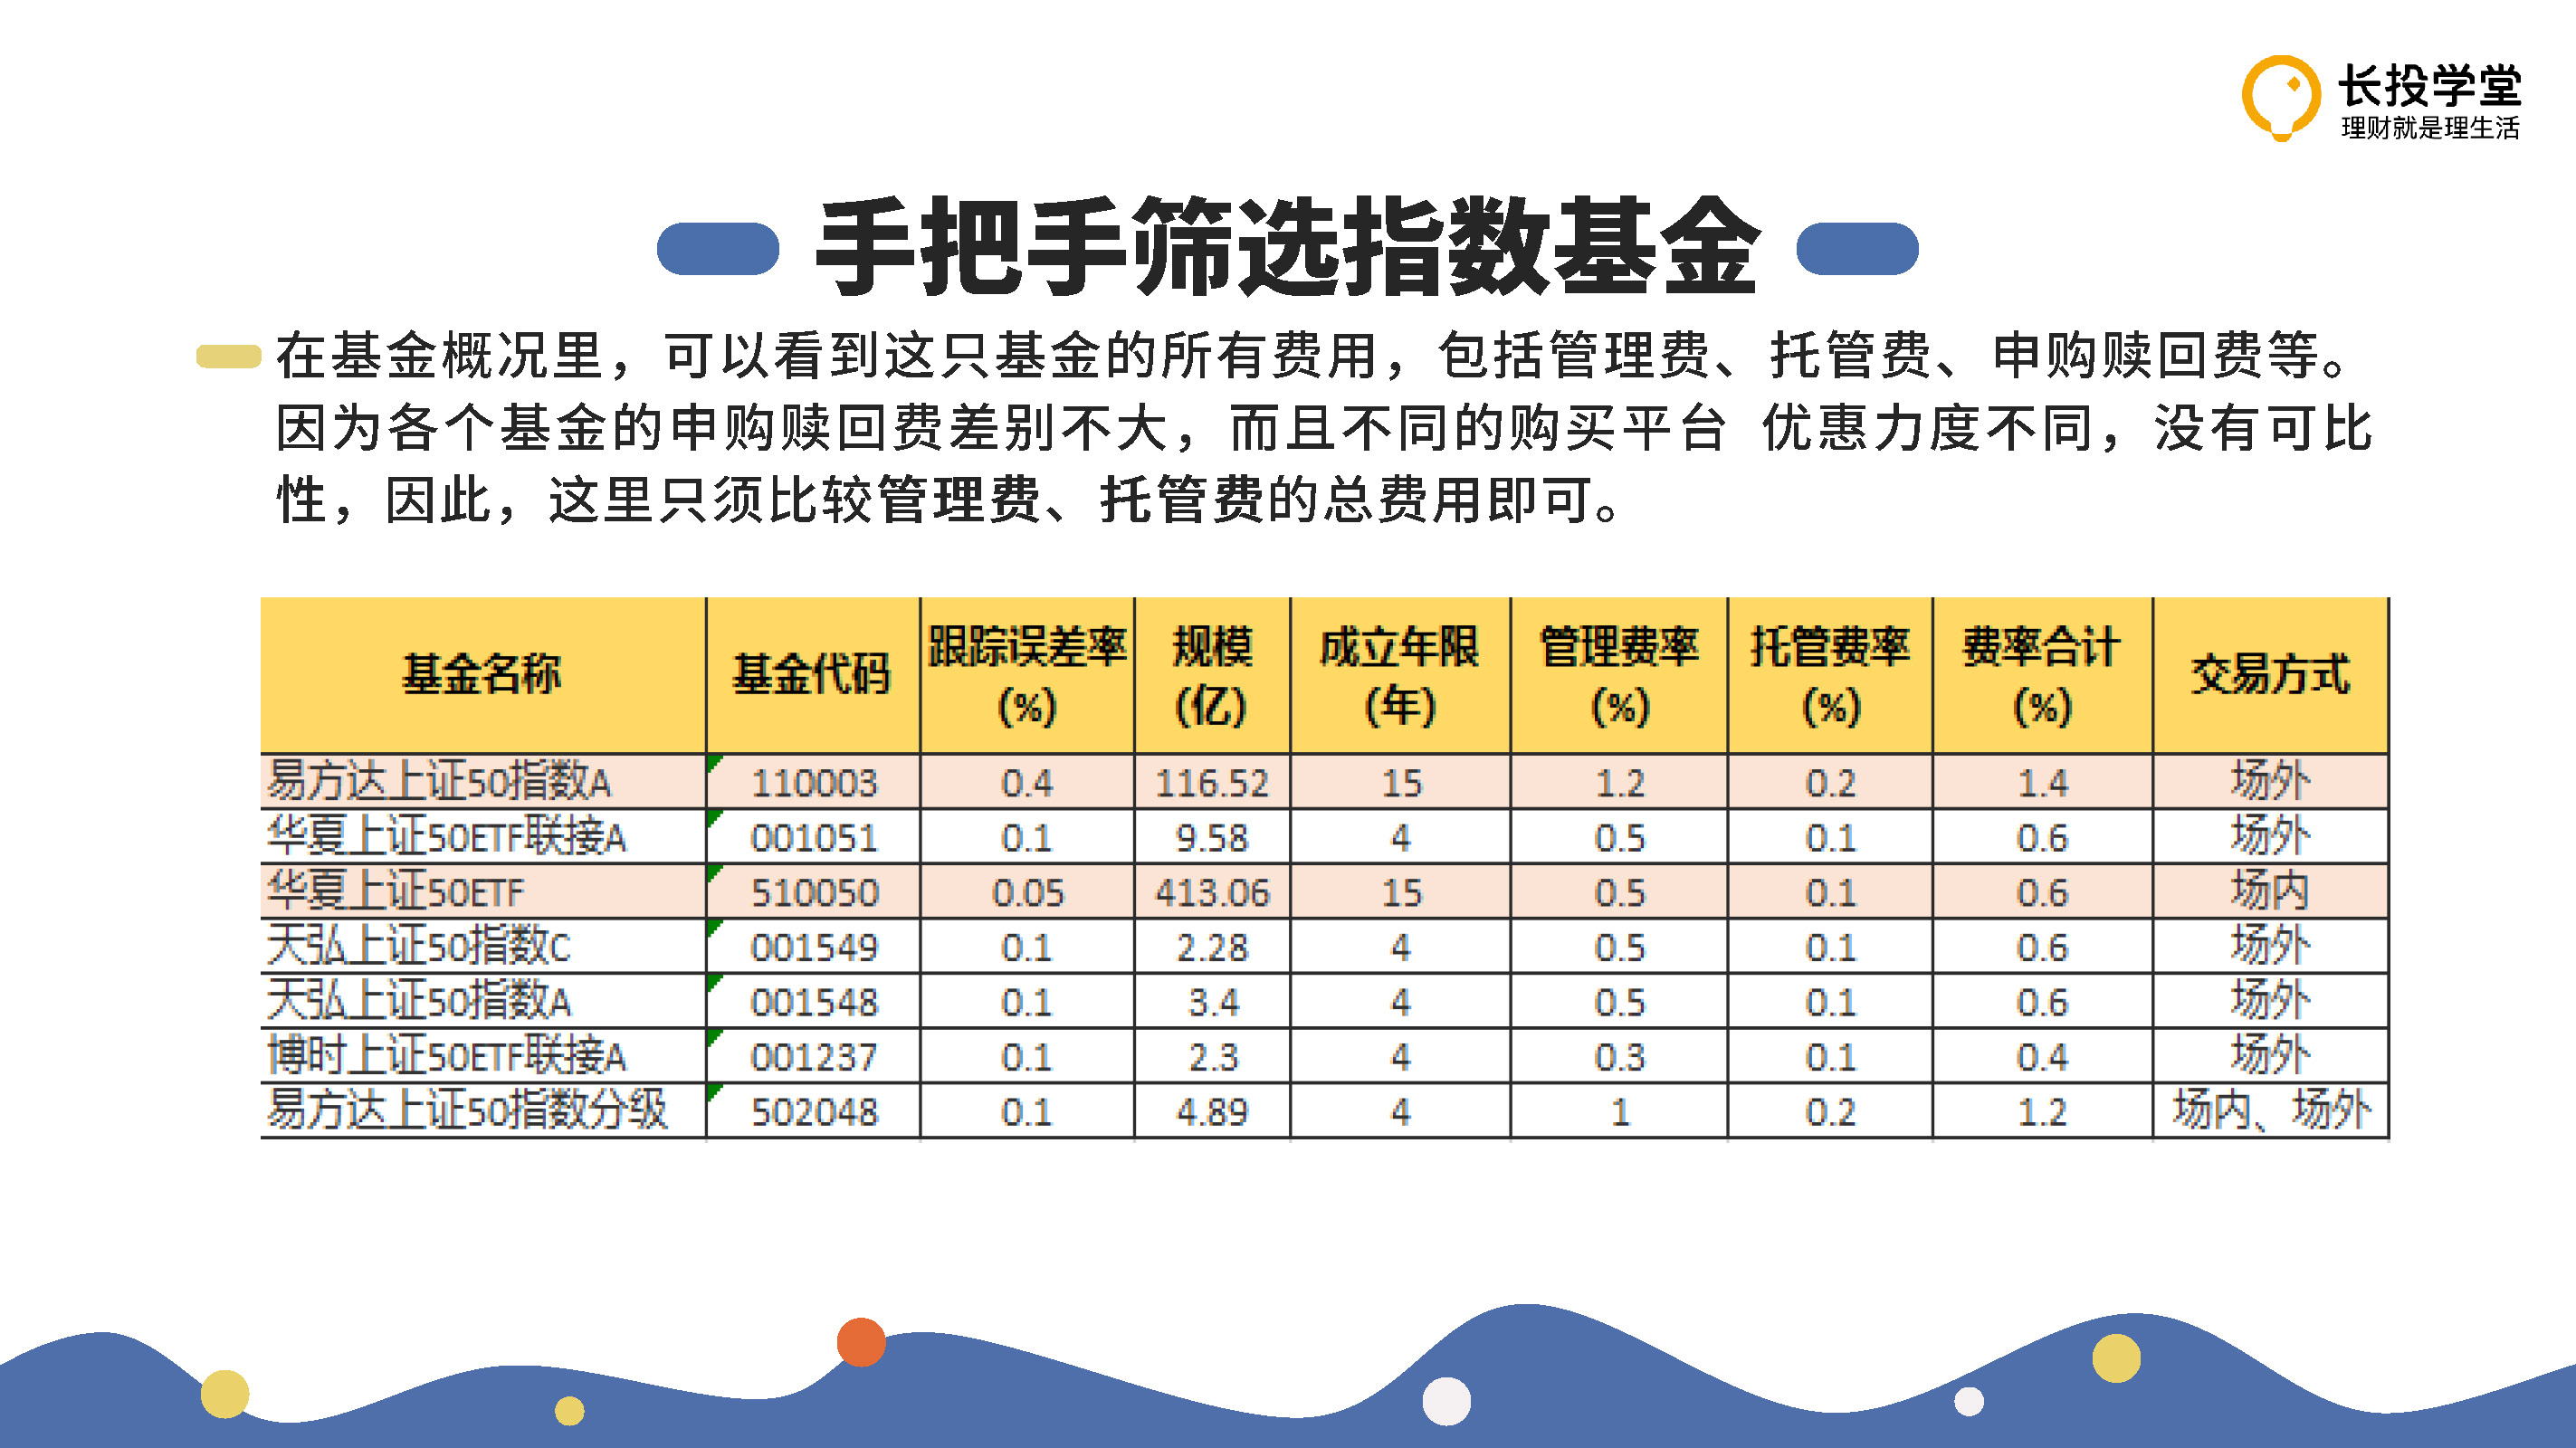 长投学堂
理财就是理生活
手把手筛选指数基金
在基金概况里，可以看到这只基金的所有费用，包括管理费、托管费、申购赎回费等。
因为各个基金的申购赎回费差别不大，而且不同的购买平台 优惠力度不同，没有可比
性，因此，这里只须比较管理费、托管费的总费用即可。
基金名称 基金代码 跟踪误差率(%) 规模(亿) 成立年限(年) 管理费率(%) 托管费率(%) 费率合计(%) 交易方式
易方达上证50指数A 110003 0.4 116.52 15 1.2 0.2 1.4 场外
华夏上证50ETF联接A 001051 0.1 9.58 4 0.5 0.1 0.6 场外
华夏上证50ETF 510050 0.05 413.06 15 0.5 0.1 0.6 场内
天弘上证50指数C 001549 0.1 2.28 4 0.5 0.1 0.6 场外
天弘上证50指数A 001548 0.1 3.4 4 0.5 0.1 0.6 场外
博时上证50ETF联接A 001237 0.1 2.3 4 0.3 0.1 0.4 场外
易方达上证50指数分级 502048 0.1 4.89 4 1 0.2 1.2 场内、场外